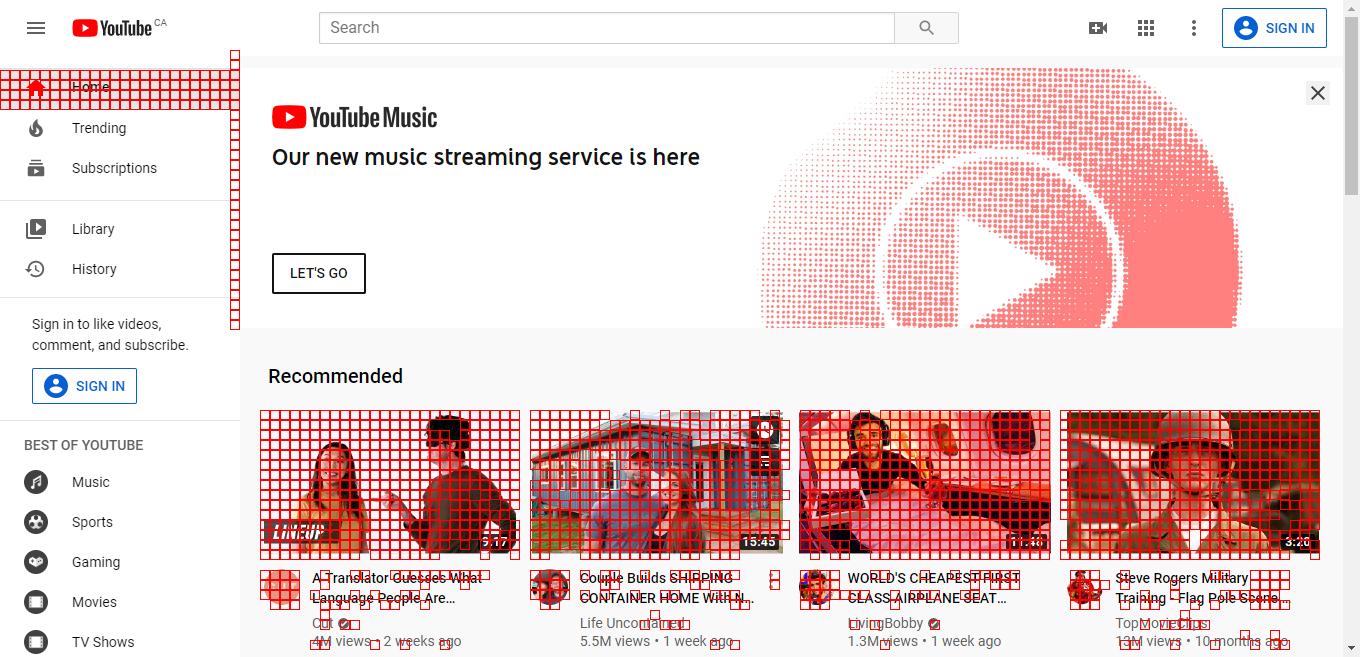 YouTube CA
Search
SIGN IN
Home
Trending
Subscriptions
Library
History
Sign in to like videos,
comment, and subscribe.
SIGN IN
BEST OF YOUTUBE
Music
Sports
Gaming
Movies
TV Shows
YouTube Music
Our new music streaming service is here
LET'S GO
Recommended
LINEUP
15:45
3:20
A Translator Guesses What
Language People Are...
Cut
4M views • 2 weeks ago
Couple Builds SHIPPING
CONTAINER HOME With N...
Life Uncontained
5.5M views • 1 week ago
WORLD'S CHEAPEST FIRST
CLASS AIRPLANE SEAT...
LivingBobby
1.3M views • 1 week ago
Steve Rogers Military
Training - Flag Pole Scene...
TopMovieClips
13M views • 10 months ago